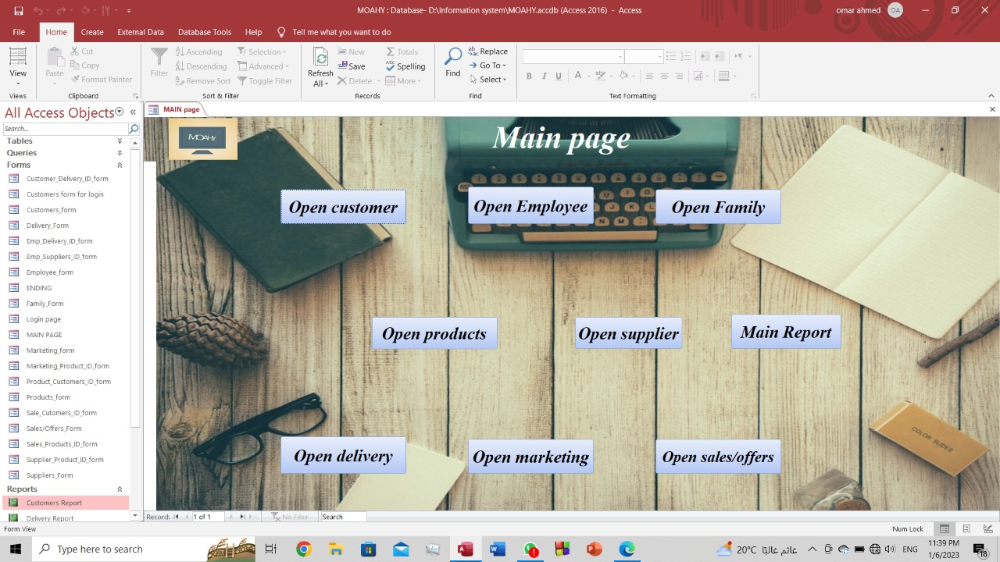 MOAHY : Database- D:\Information system\MOAHY.accdb (Access 2016) - Access
omar ahmed
OA
File
Home
Create
External Data
Database Tools
Help
Tell me what you want to do
View
Views
Paste
Cut
Copy
Format Painter
Clipboard
Filter
Ascending
Descending
Remove Sort
Selection
Advanced
Toggle Filter
Sort & Filter
Refresh
All
New
Save
Delete
Totals
Spelling
More
Records
Find
Replace
Go To
Select
Find
B I U A
Text Formatting
All Access Objects
Search...
Tables
Queries
Forms
Customer_Delivery_ID_form
Customers form for login
Customers_form
Delivery_Form
Emp_Delivery_ID_form
Emp_Suppliers_ID_form
Employee_form
ENDING
Family_Form
Login page
MAIN PAGE
Marketing_form
Marketing_Product_ID_form
Product_Customers_ID_form
Products_form
Sale_Cutomers_ID_form
Sales/Offers_Form
Sales_Products_ID_form
Supplier_Product_ID_form
Suppliers_Form
Reports
Customers Report
Delivery Report
MAIN page
MOAHY
Main page
Open customer
Open Employee
Open Family
Open products
Open supplier
Main Report
Open delivery
Open marketing
Open sales/offers
COLOR SLIDES
Record:
1 of 1
No Filter
Search
Form View
Num Lock
Type here to search
20°C غائم غالبًا
ENG
11:39 PM
1/6/2023
18